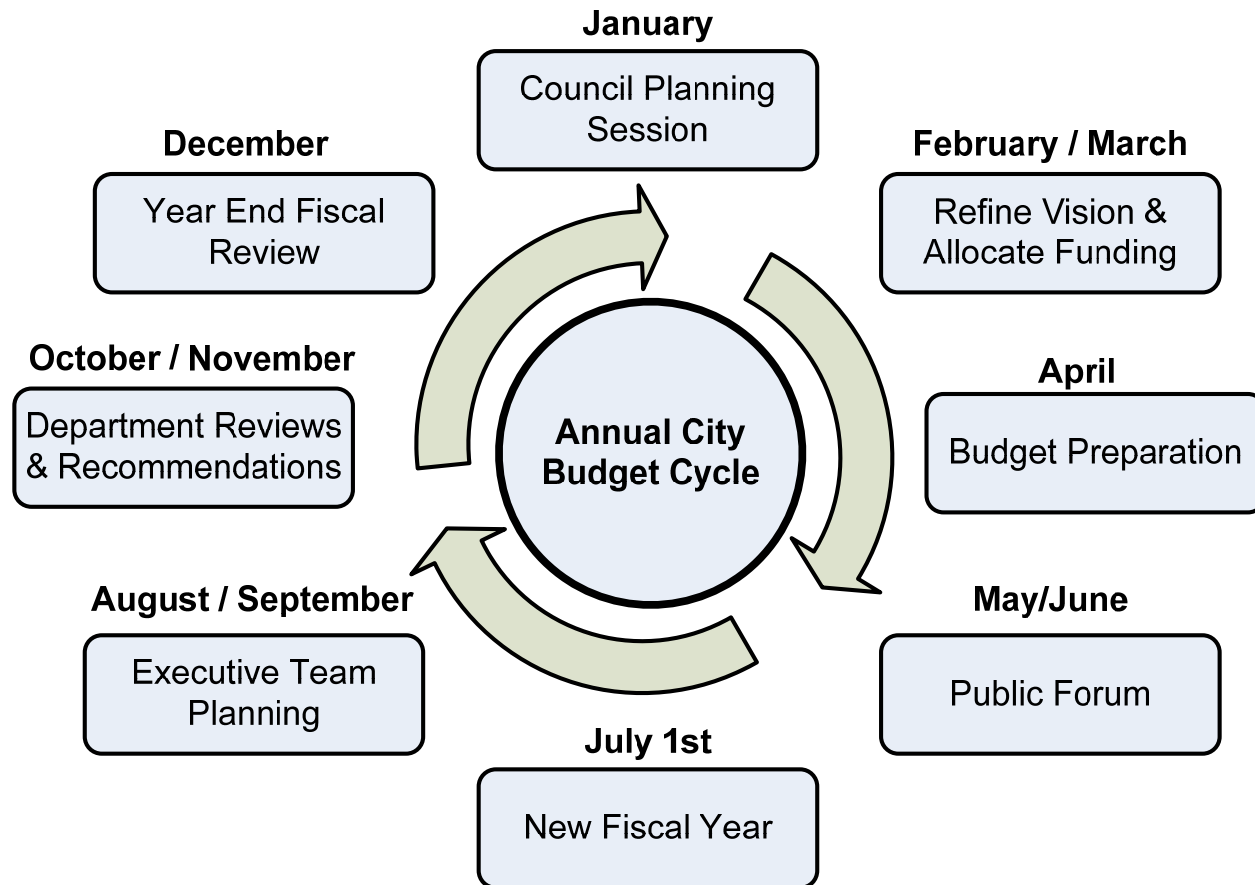 January
Council Planning
Session
February / March
Refine Vision &
Allocate Funding
April
Budget Preparation
May/June
Public Forum
July 1st
New Fiscal Year
August / September
Executive Team
Planning
October / November
Department Reviews
& Recommendations
December
Year End Fiscal
Review
Annual City
Budget Cycle